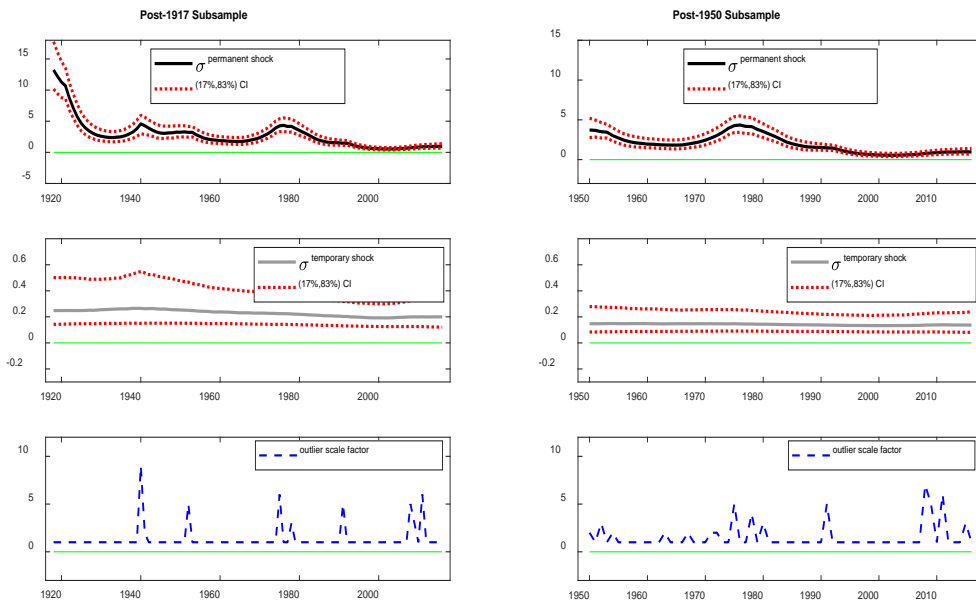 Post-1917 Subsample
Post-1950 Subsample
15
10
5
0
-5
σ permanent shock
(17%,83%) CI
1920 1940 1960 1980 2000
15
10
5
0
σ permanent shock
(17%,83%) CI
1950 1960 1970 1980 1990 2000 2010
0.6
0.4
0.2
0
-0.2
σ temporary shock
(17%,83%) CI
1920 1940 1960 1980 2000
0.6
0.4
0.2
0
-0.2
σ temporary shock
(17%,83%) CI
1950 1960 1970 1980 1990 2000 2010
10
5
0
outlier scale factor
1920 1940 1960 1980 2000
10
5
0
outlier scale factor
1950 1960 1970 1980 1990 2000 2010